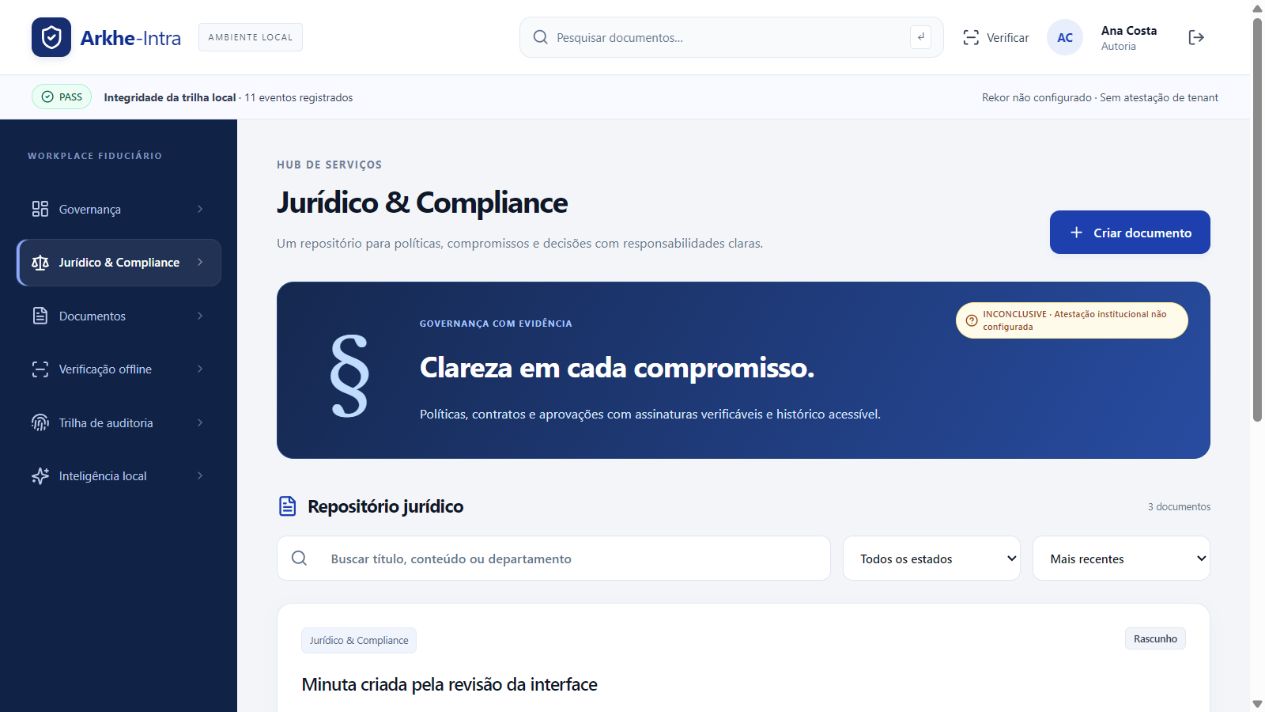 Arkhe-Intra
AMBIENTE LOCAL
Pesquisar documentos...
Verificar
AC
Ana Costa
Autoria
PASS
Integridade da trilha local · 11 eventos registrados
Rekor não configurado · Sem atestação de tenant
WORKPLACE FIDUCIÁRIO
Governança
Jurídico & Compliance
Documentos
Verificação offline
Trilha de auditoria
Inteligência local
HUB DE SERVIÇOS
Jurídico & Compliance
Um repositório para políticas, compromissos e decisões com responsabilidades claras.
Criar documento
§
GOVERNANÇA COM EVIDÊNCIA
Clareza em cada compromisso.
Políticas, contratos e aprovações com assinaturas verificáveis e histórico acessível.
INCONCLUSIVE · Atestação institucional não
configurada
Repositório jurídico
3 documentos
Buscar título, conteúdo ou departamento
Todos os estados
Mais recentes
Jurídico & Compliance
Rascunho
Minuta criada pela revisão da interface